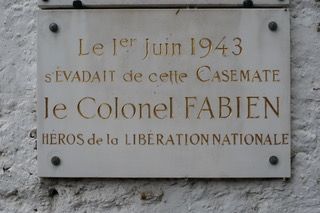 Le 1er Juin 1943
s'ÉVADAIT de cette CASEMATE
le Colonel FABIEN
HÉROS de la LIBÉRATION NATIONALE